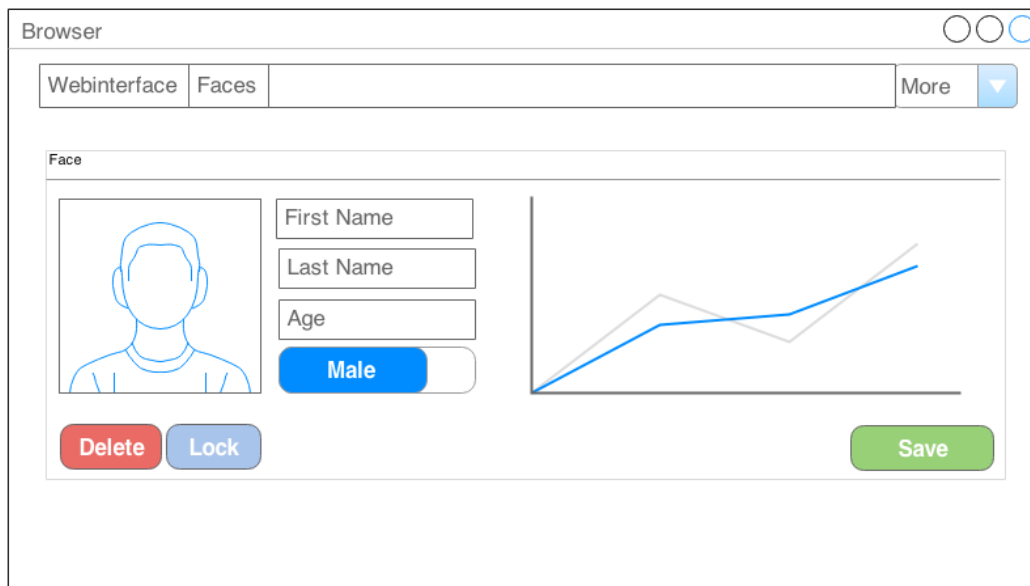 Browser
Webinterface Faces More
Face
First Name
Last Name
Age
Male
Delete Lock Save